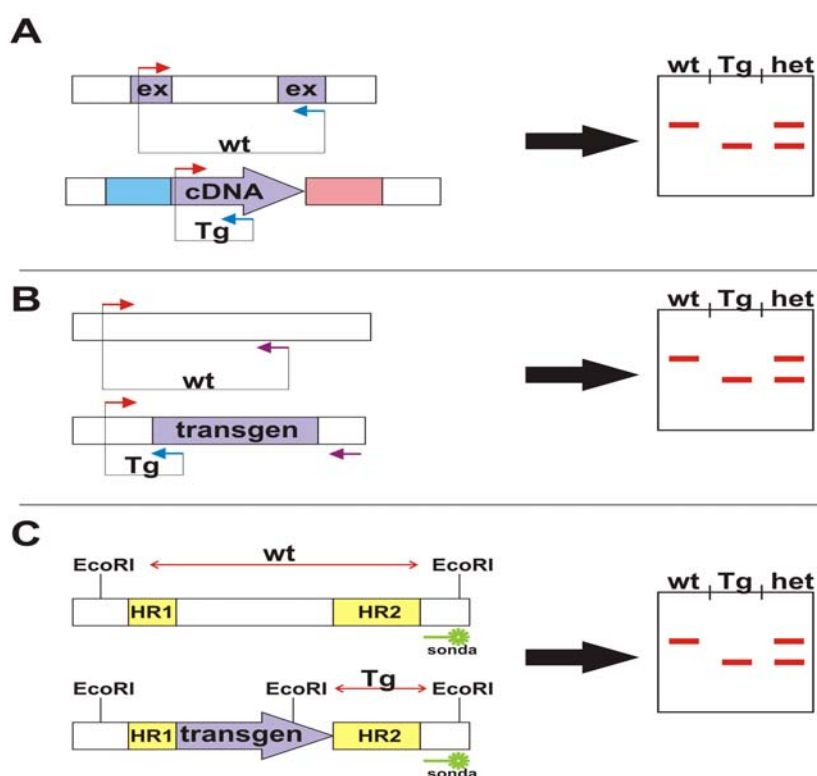 A
wt Tg het
ex ex
wt
cDNA
Tg
B
wt Tg het
wt
transgen
Tg
C
wt
EcoRI EcoRI
wt Tg het
HR1 HR2
sonda
Tg
EcoRI EcoRI EcoRI
HR1 transgen HR2
sonda